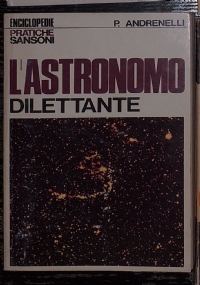 ENCICLOPEDIE
PRATICHE
SANSONI
P. ANDRENELLI
L'ASTRONOMO
DILETTANTE